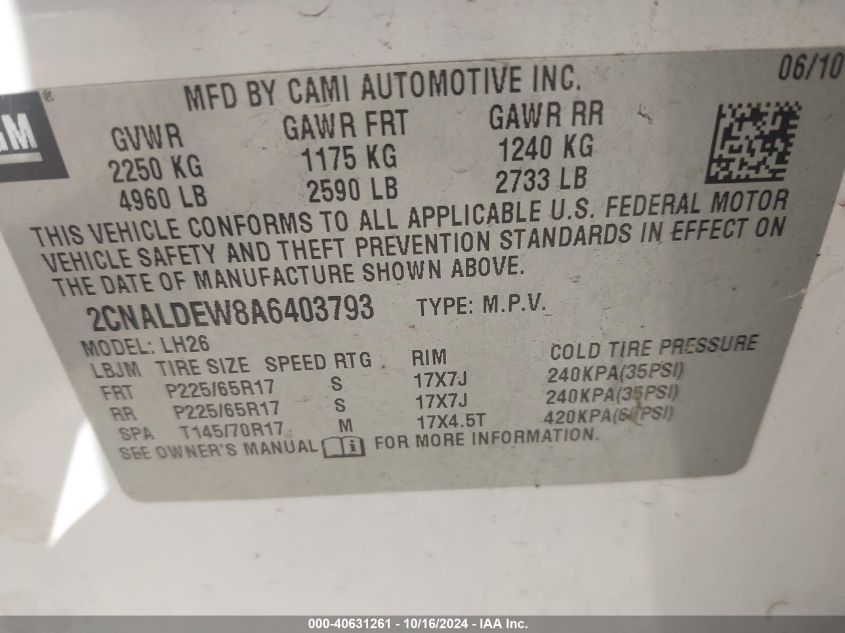 06/10
GM ®
MFD BY CAMI AUTOMOTIVE INC.
GVWR GAWR FRT GAWR RR
2250 KG 1175 KG 1240 KG
4960 LB 2590 LB 2733 LB
THIS VEHICLE CONFORMS TO ALL APPLICABLE U.S. FEDERAL MOTOR
VEHICLE SAFETY AND THEFT PREVENTION STANDARDS IN EFFECT ON
THE DATE OF MANUFACTURE SHOWN ABOVE.
2CNALDEW8A6403793 TYPE: M.P.V.
MODEL: LH26
LBJM TIRE SIZE SPEED RTG RIM COLD TIRE PRESSURE
FRT P225/65R17 S 17X7J 240KPA(35PSI)
RR P225/65R17 S 17X7J 240KPA(35PSI)
SPA T145/70R17 M 17X4.5T 420KPA(60PSI)
SEE OWNER'S MANUAL FOR MORE INFORMATION.
000-40631261 - 10/16/2024 - IAA Inc.